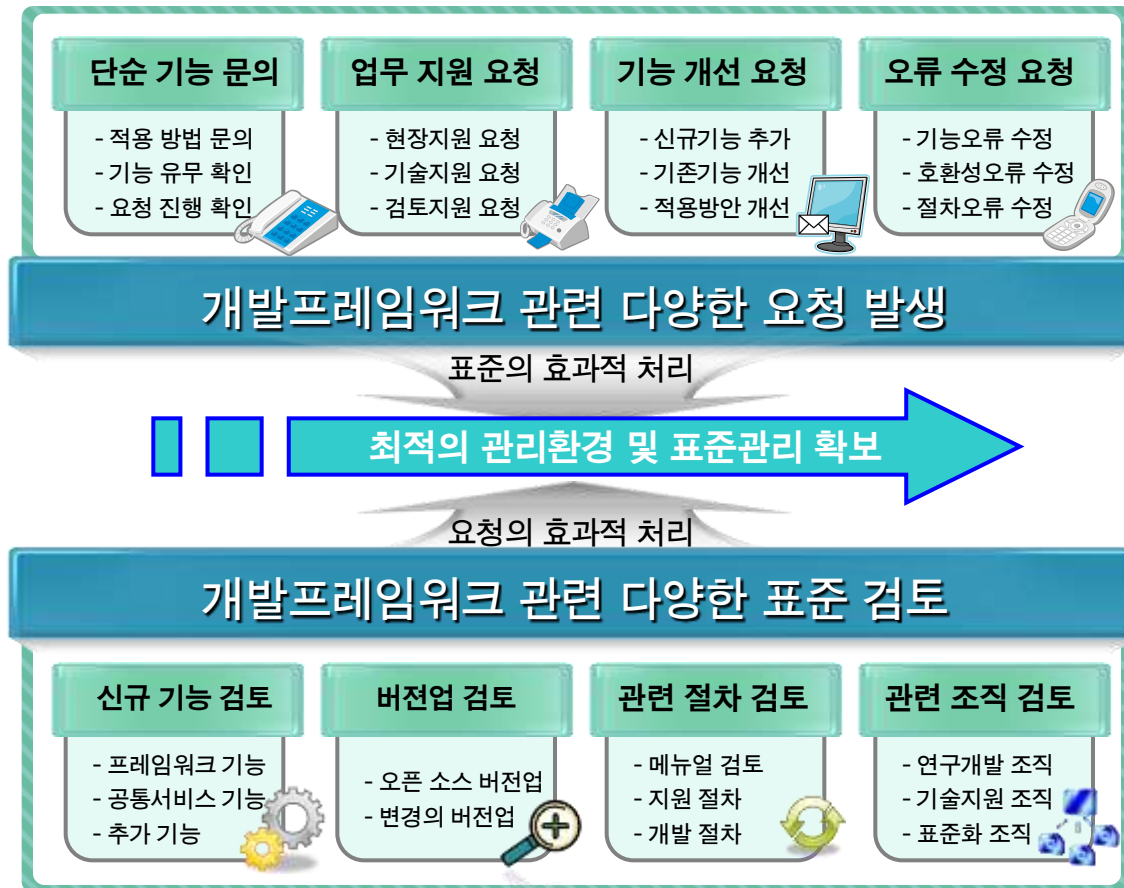 단순 기능 문의
- 적용 방법 문의
- 기능 유무 확인
- 요청 진행 확인
업무 지원 요청
- 현장지원 요청
- 기술지원 요청
- 검토지원 요청
기능 개선 요청
- 신규기능 추가
- 기존기능 개선
- 적용방안 개선
오류 수정 요청
- 기능오류 수정
- 호환성오류 수정
- 절차오류 수정
개발프레임워크 관련 다양한 요청 발생
표준의 효과적 처리
최적의 관리환경 및 표준관리 확보
요청의 효과적 처리
개발프레임워크 관련 다양한 표준 검토
신규 기능 검토
- 프레임워크 기능
- 공통서비스 기능
- 추가 기능
버전업 검토
- 오픈 소스 버전업
- 변경의 버전업
관련 절차 검토
- 메뉴얼 검토
- 지원 절차
- 개발 절차
관련 조직 검토
- 연구개발 조직
- 기술지원 조직
- 표준화 조직